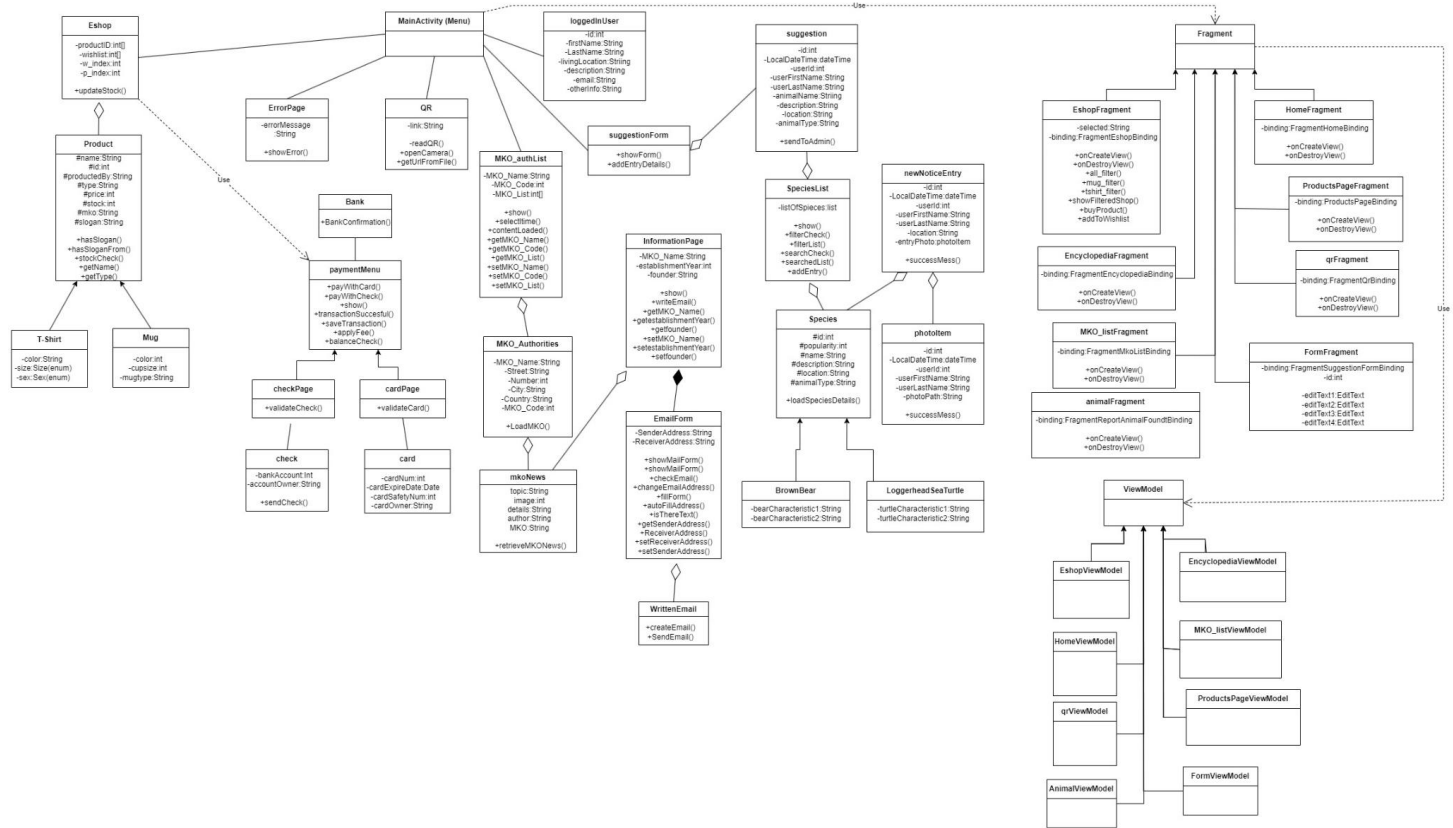 Use
Eshop
-productID:int[]
-wishlist:int[]
-w_index:int
-p_index:int
+updateStock()
MainActivity (Menu)
loggedInUser
-id:int
-firstName:String
-LastName:String
-livingLocation:String
-description:String
-email:String
-otherInfo:String
suggestion
-id:int
-LocalDateTime:dateTime
-userId:int
-userFirstName:String
-userLastName:String
-animalName:String
-description:String
-location:String
-animalType:String
+sendToAdmin()
Fragment
ErrorPage
-errorMessage
:String
+showError()
QR
-link:String
-readQR()
+openCamera()
+getUrlFromFile()
suggestionForm
+showForm()
+addEntryDetails()
EshopFragment
-selected:String
-binding:FragmentEshopBinding
+onCreateView()
+onDestroyView()
+all_filter()
+mug_filter()
+tshirt_filter()
+showFilteredShop()
+buyProduct()
+addToWishlist
HomeFragment
-binding:FragmentHomeBinding
+onCreateView()
+onDestroyView()
Product
#name:String
#id:int
#productedBy:String
#type:String
#price:int
#stock:int
#mko:String
#slogan:String
+hasSlogan()
+hasSloganFrom()
+stockCheck()
+getName()
+getType()
Use
MKO_authList
-MKO_Name:String
-MKO_Code:int
-MKO_List:int[]
+show()
+selectItime()
+contentLoaded()
+getMKO_Name()
+getMKO_Code()
+getMKO_List()
+setMKO_Name()
+setMKO_Code()
+setMKO_List()
SpeciesList
-listOfSpieces:list
+show()
+filterCheck()
+filterList()
+searchCheck()
+searchedList()
+addEntry()
newNoticeEntry
-id:int
-LocalDateTime:dateTime
-userId:int
-userFirstName:String
-userLastName:String
-location:String
-entryPhoto:photoItem
+successMess()
ProductsPageFragment
-binding:ProductsPageBinding
+onCreateView()
+onDestroyView()
Bank
+BankConfirmation()
InformationPage
-MKO_Name:String
-establishmentYear:int
-founder:String
+show()
+writeEmail()
+getMKO_Name()
+getestablishmentYear()
+getfounder()
+setMKO_Name()
+setestablishmentYear()
+setfounder()
EncyclopediaFragment
-binding:FragmentEncyclopediaBinding
+onCreateView()
+onDestroyView()
qrFragment
-binding:FragmentQrBinding
+onCreateView()
+onDestroyView()
Use
paymentMenu
+payWithCard()
+payWithCheck()
+show()
+transactionSuccesful()
+saveTransaction()
+applyFee()
+balanceCheck()
T-Shirt
-color:String
-size:Size(enum)
-sex:Sex(enum)
Mug
-color:int
-cupsize:int
-mugtype:String
MKO_Authorities
-MKO_Name:String
-Street:String
-Number:int
-City:String
-Country:String
-MKO_Code:int
+LoadMKO()
Species
#id:int
#popularity:int
#name:String
#description:String
#location:String
#animalType:String
+loadSpeciesDetails()
photoItem
-id:int
-LocalDateTime:dateTime
-userId:int
-userFirstName:String
-userLastName:String
-photoPath:String
+successMess()
MKO_listFragment
-binding:FragmentMkoListBinding
+onCreateView()
+onDestroyView()
FormFragment
-binding:FragmentSuggestionFormBinding
-id:int
-editText1:EditText
-editText2:EditText
-editText3:EditText
-editText4:EditText
checkPage
+validateCheck()
cardPage
+validateCard()
animalFragment
-binding:FragmentReportAnimalFoundtBinding
+onCreateView()
+onDestroyView()
EmailForm
-SenderAddress:String
-ReceiverAddress:String
+showMailForm()
+showMailForm()
+checkEmail()
+changeEmailAddress()
+fillForm()
+autoFillAddress()
+isThereText()
+getSenderAddress()
+ReceiverAddress()
+setReceiverAddress()
+setSenderAddress()
check
-bankAccount:Int
-accountOwner:String
+sendCheck()
card
-cardNum:int
-cardExpireDate:Date
-cardSafetyNum:int
-cardOwner:String
mkoNews
topic:String
image:int
details:String
author:String
MKO:String
+retrieveMKONews()
BrownBear
-bearCharacteristic1:String
-bearCharacteristic2:String
LoggerheadSeaTurtle
-turtleCharacteristic1:String
-turtleCharacteristic2:String
ViewModel
EshopViewModel
EncyclopediaViewModel
WrittenEmail
+createEmail()
+SendEmail()
HomeViewModel
MKO_listViewModel
qrViewModel
ProductsPageViewModel
AnimalViewModel
FormViewModel